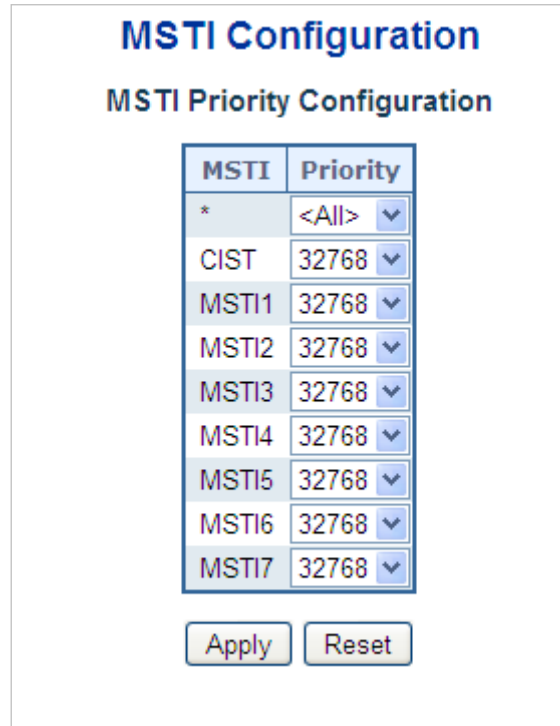 MSTI Configuration
MSTI Priority Configuration
MSTI Priority
* <All>
CIST 32768
MSTI1 32768
MSTI2 32768
MSTI3 32768
MSTI4 32768
MSTI5 32768
MSTI6 32768
MSTI7 32768
Apply Reset